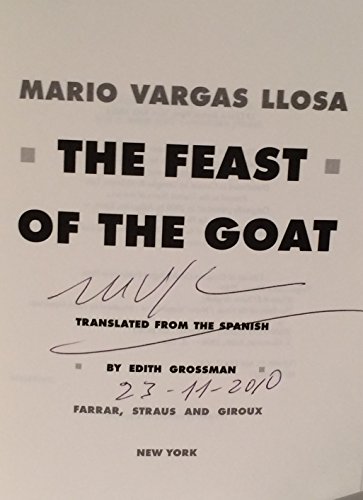 MARIO VARGAS LLOSA
THE FEAST
OF THE GOAT
TRANSLATED FROM THE SPANISH
BY EDITH GROSSMAN
23-11-2010
FARRAR, STRAUS AND GIROUX
NEW YORK